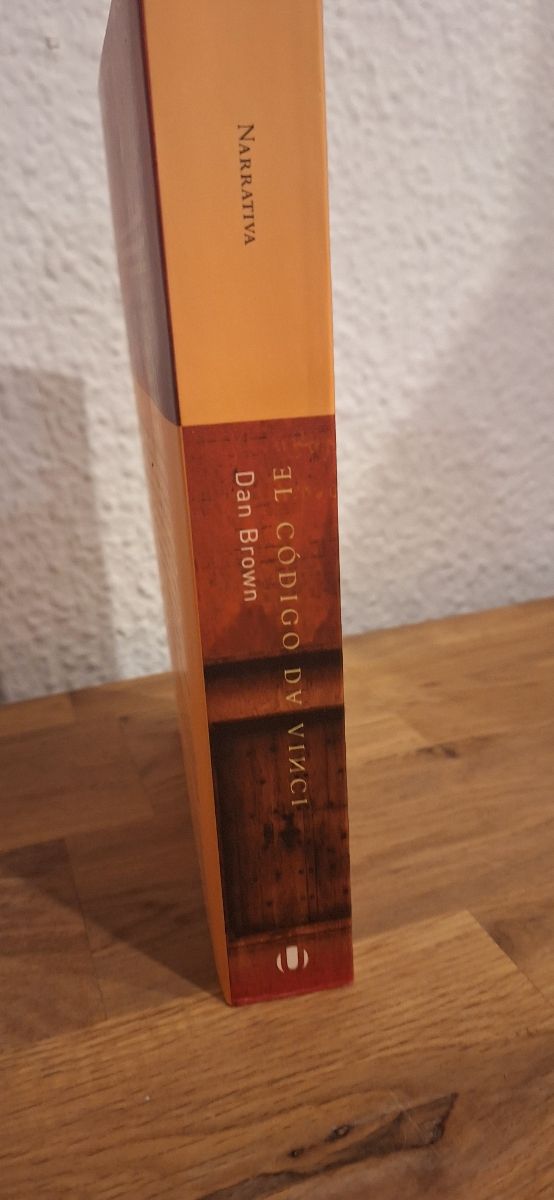 NARRATIVA
EL CÓDIGO DA VINCI
Dan Brown